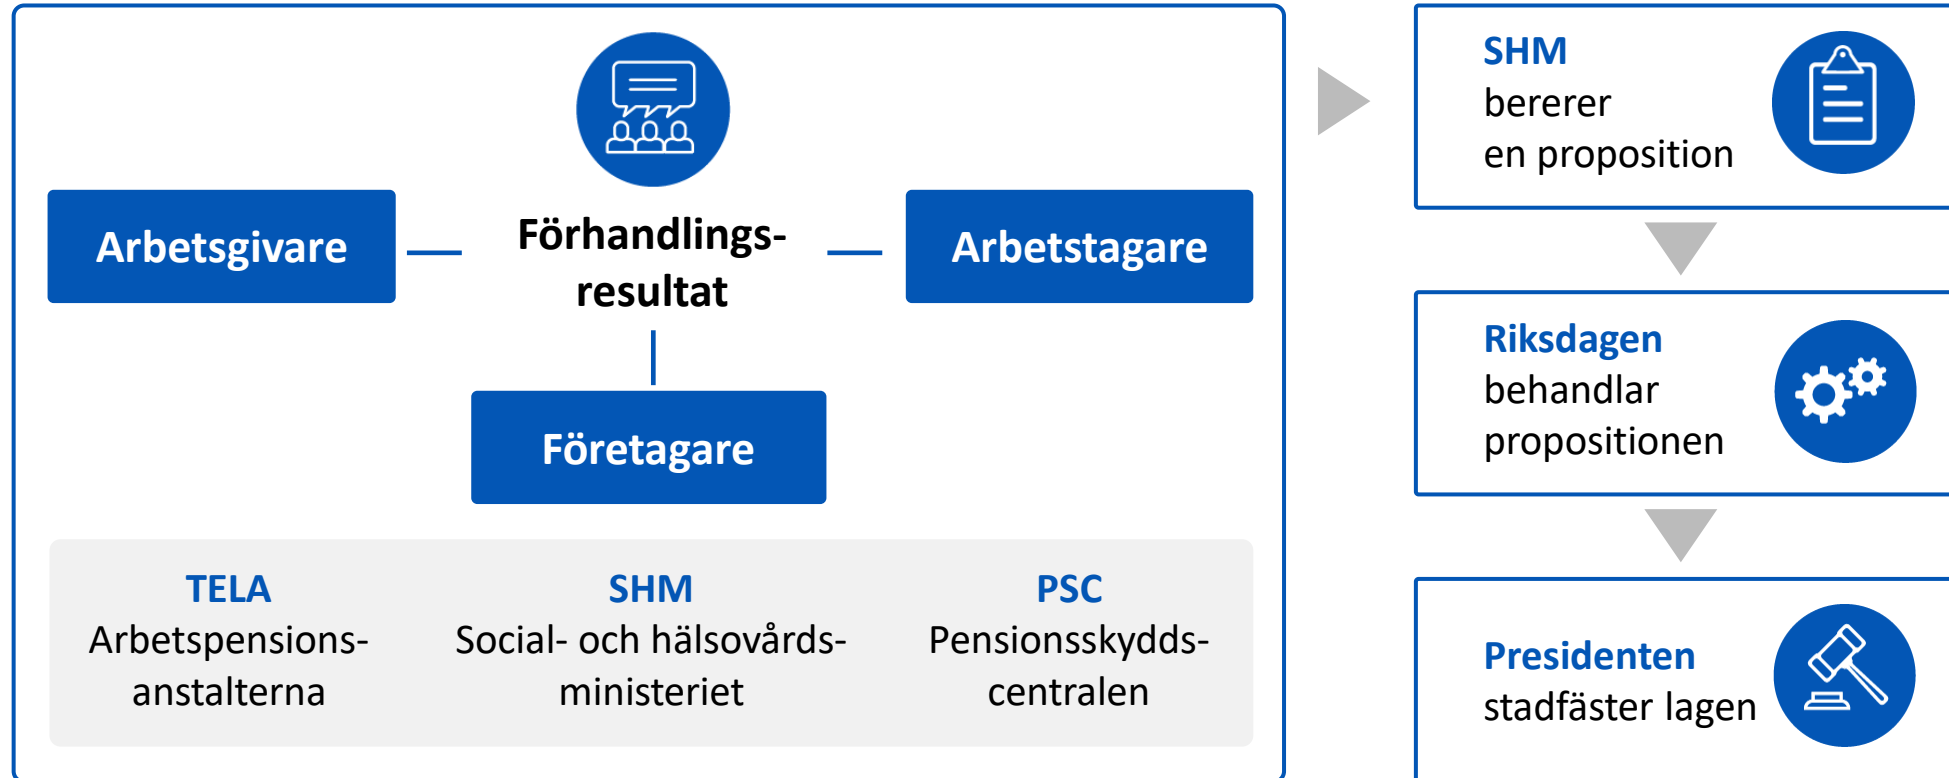 Förhandlings-
resultat
Arbetsgivare
Arbetstagare
Företagare
TELA
Arbetspensions-
anstalterna
SHM
Social- och hälsovårds-
ministeriet
PSC
Pensionsskydds-
centralen
SHM
bererer
en proposition
Riksdagen
behandlar
propositionen
Presidenten
stadfäster lagen